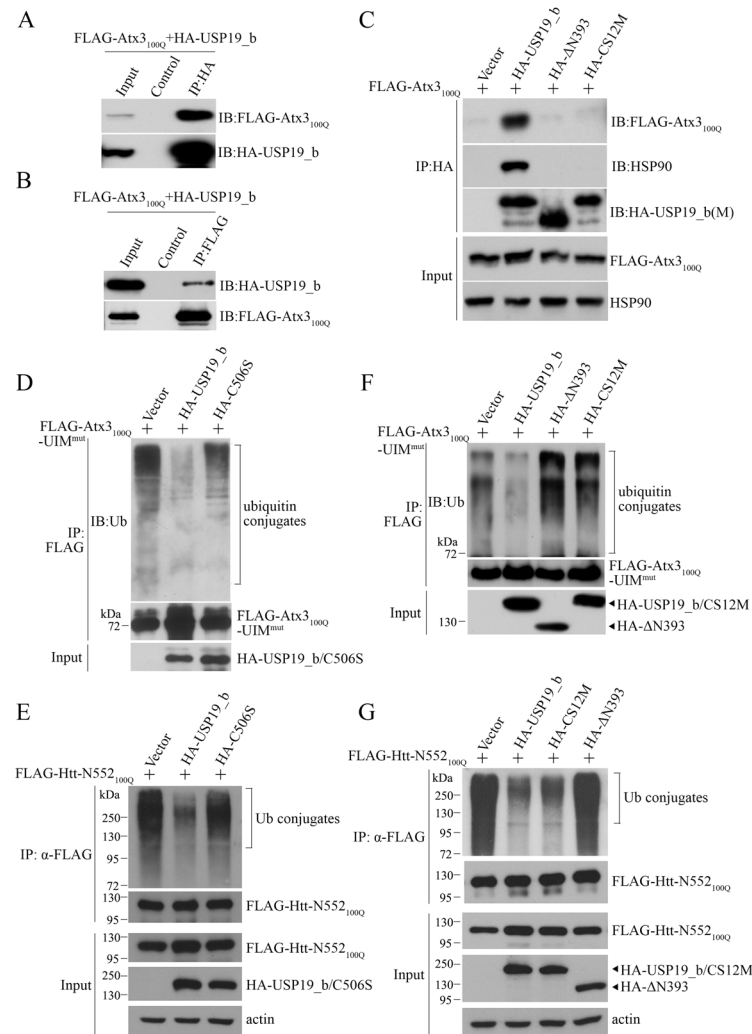 A
FLAG-Atx3100Q+HA-USP19_b
Input
Control
IP:HA
IB:FLAG-Atx3100Q
IB:HA-USP19_b
B
FLAG-Atx3100Q+HA-USP19_b
Input
Control
IP:FLAG
IB:HA-USP19_b
IB:FLAG-Atx3100Q
C
Vector
HA-USP19_b
HA-ΔN393
HA-CS12M
FLAG-Atx3100Q + + + +
IP:HA
IB:FLAG-Atx3100Q
IB:HSP90
IB:HA-USP19_b(M)
Input
FLAG-Atx3100Q
HSP90
D
Vector
HA-USP19_b
HA-C506S
FLAG-Atx3100Q
-UIMmut
+ + +
IP:
FLAG
IB:Ub
ubiquitin
conjugates
kDa
72
FLAG-Atx3100Q
-UIMmut
Input
HA-USP19_b/C506S
F
Vector
HA-USP19_b
HA-ΔN393
HA-CS12M
FLAG-Atx3100Q
-UIMmut
+ + + +
IP:
FLAG
IB:Ub
ubiquitin
conjugates
kDa
72
FLAG-Atx3100Q
-UIMmut
Input
130
HA-USP19_b/CS12M
HA-ΔN393
E
Vector
HA-USP19_b
HA-C506S
FLAG-Htt-N552100Q + + +
kDa
250
130
95
72
IP: α-FLAG
Ub conjugates
130
95
FLAG-Htt-N552100Q
Input
130
95
FLAG-Htt-N552100Q
250
130
HA-USP19_b/C506S
actin
G
Vector
HA-USP19_b
HA-CS12M
HA-ΔN393
FLAG-Htt-N552100Q + + + +
kDa
250
130
95
72
IP: α-FLAG
Ub conjugates
130
95
FLAG-Htt-N552100Q
Input
130
95
FLAG-Htt-N552100Q
250
130
95
HA-USP19_b/CS12M
HA-ΔN393
actin